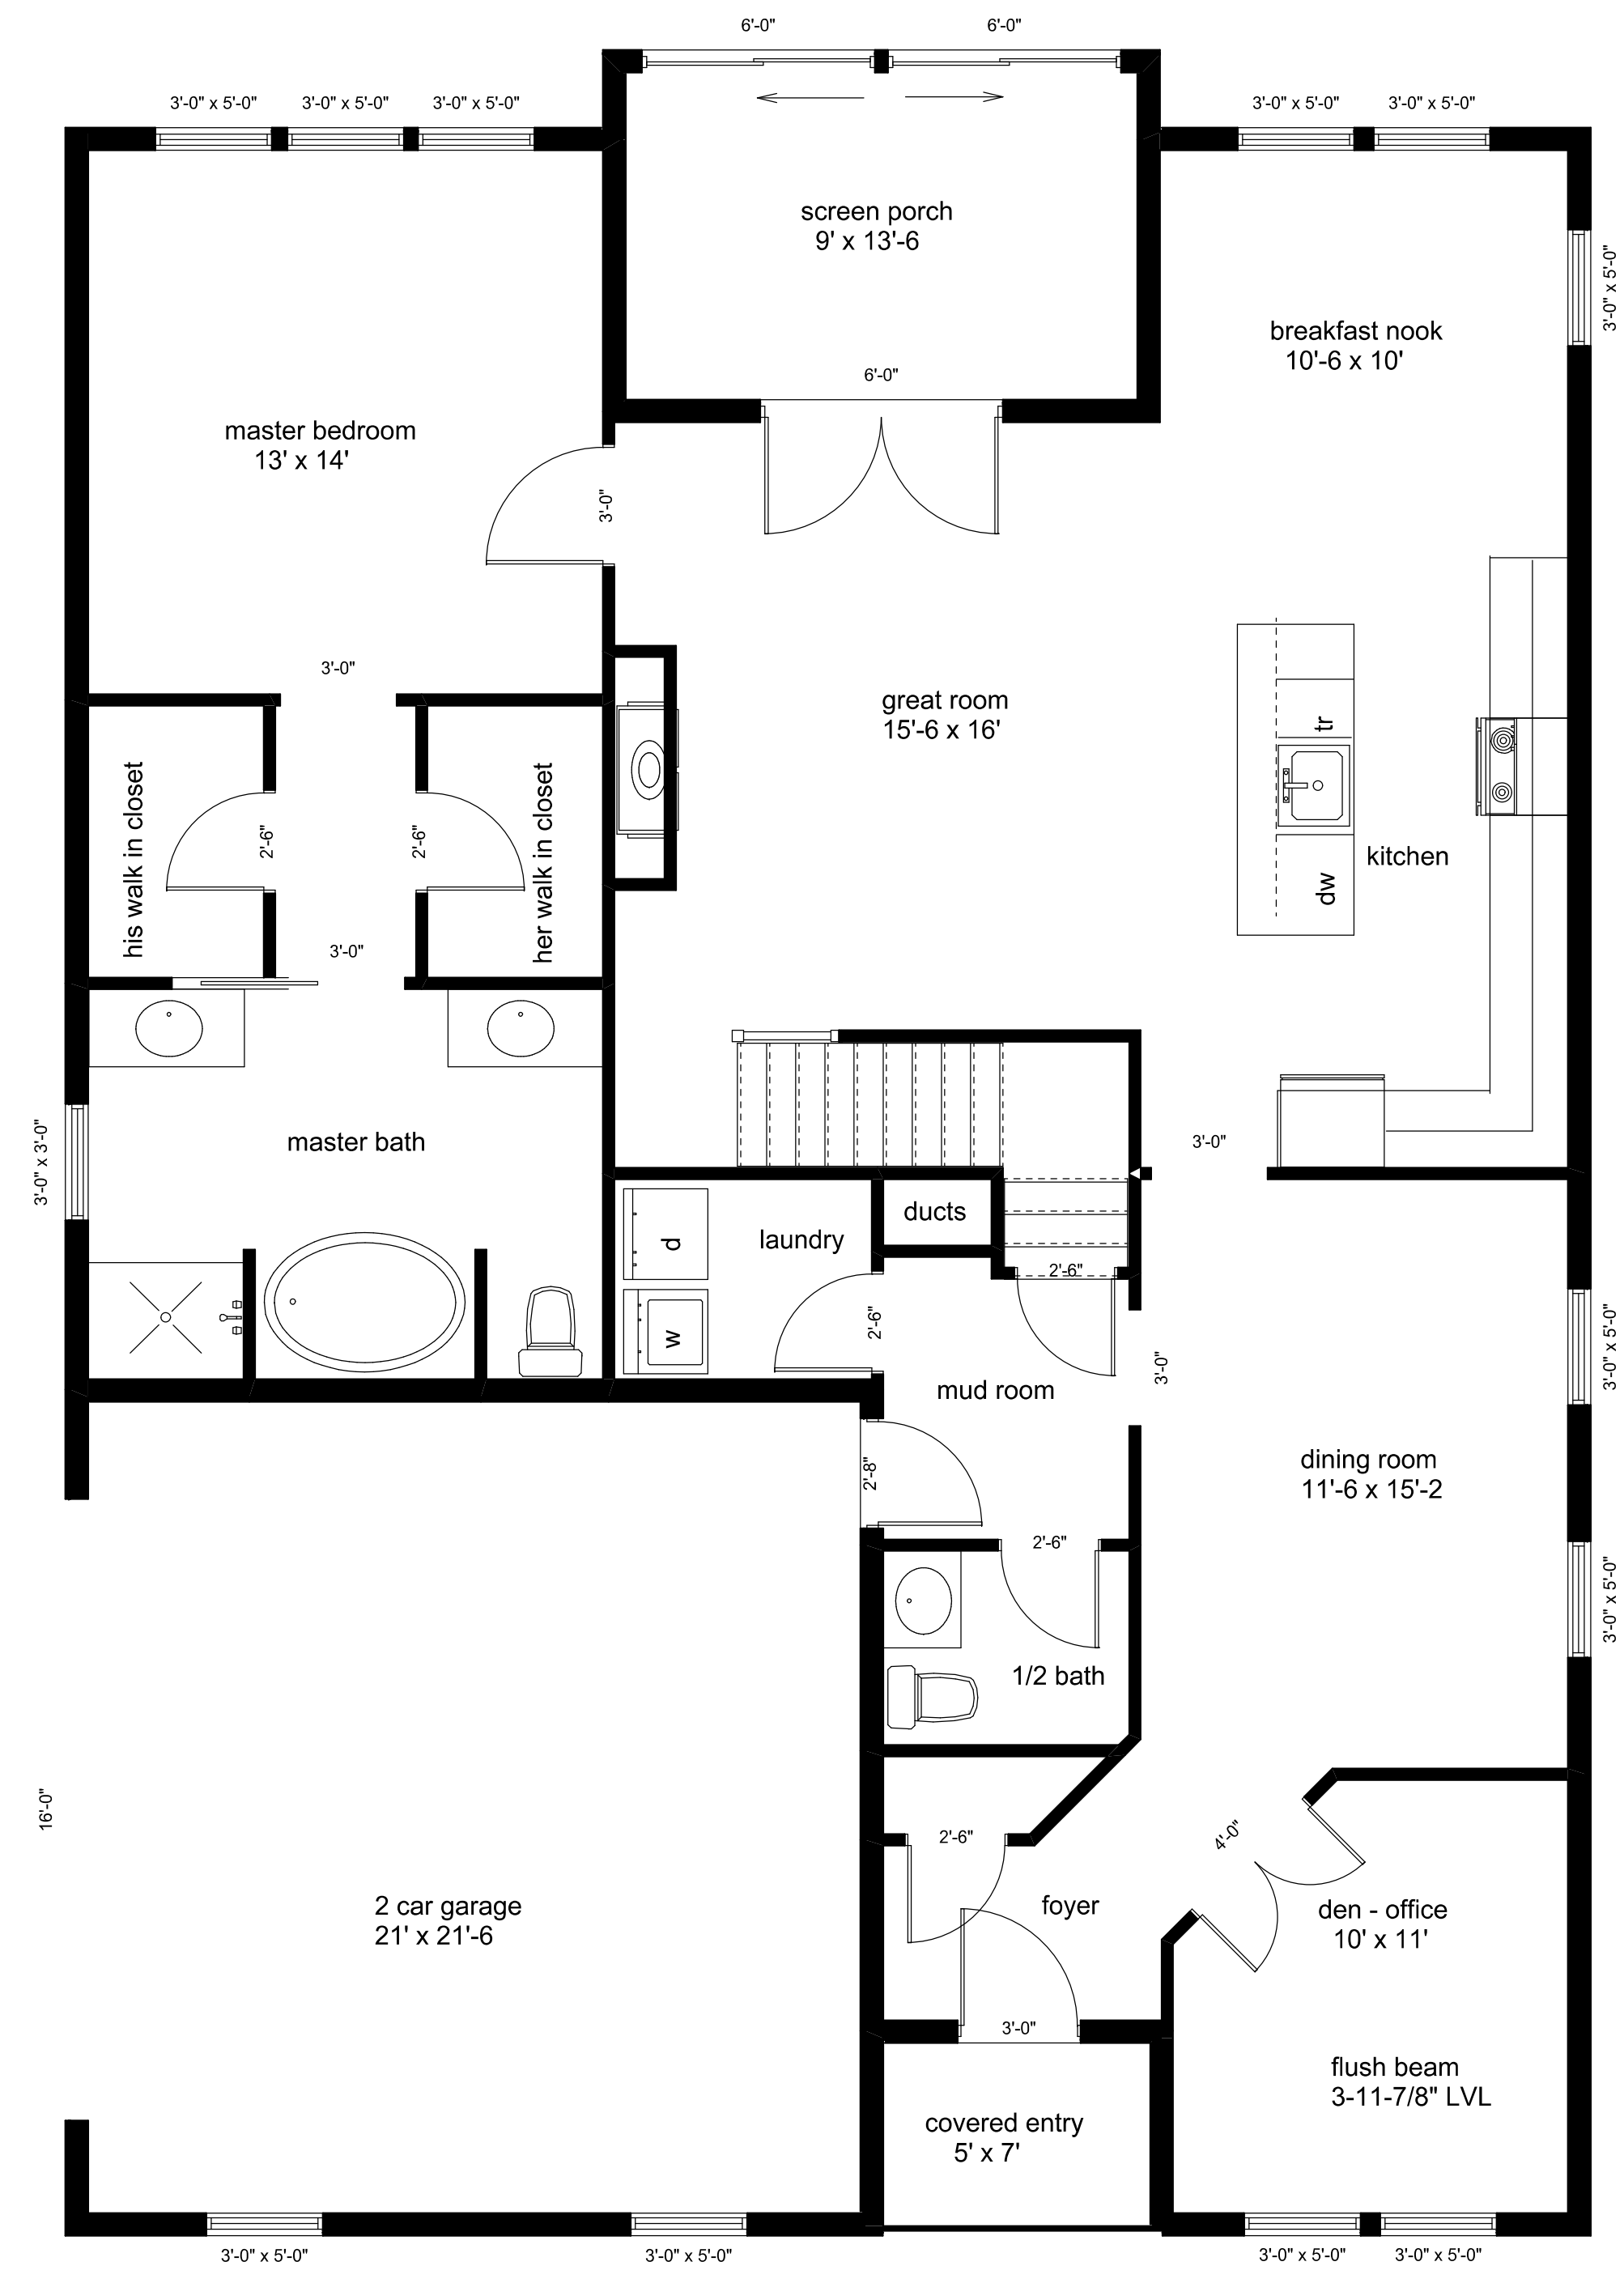 6'-0"
6'-0"
3'-0" x 5'-0"
3'-0" x 5'-0"
3'-0" x 5'-0"
3'-0" x 5'-0"
3'-0" x 5'-0"
screen porch
9' x 13'-6
3'-0" x 5'-0"
breakfast nook
10'-6 x 10'
6'-0"
master bedroom
13' x 14'
3'-0"
3'-0"
great room
15'-6 x 16'
tr
his walk in closet
2'-6"
2'-6"
her walk in closet
kitchen
dw
3'-0"
master bath
3'-0" x 3'-0"
3'-0"
ducts
laundry
d
2'-6"
w
2'-6"
3'-0"
3'-0" x 5'-0"
mud room
dining room
11'-6 x 15'-2
2'-8"
2'-6"
3'-0" x 5'-0"
1/2 bath
16'-0"
2'-6"
4'-0"
2 car garage
21' x 21'-6
foyer
den - office
10' x 11'
3'-0"
flush beam
3-11-7/8" LVL
covered entry
5' x 7'
3'-0" x 5'-0"
3'-0" x 5'-0"
3'-0" x 5'-0"
3'-0" x 5'-0"